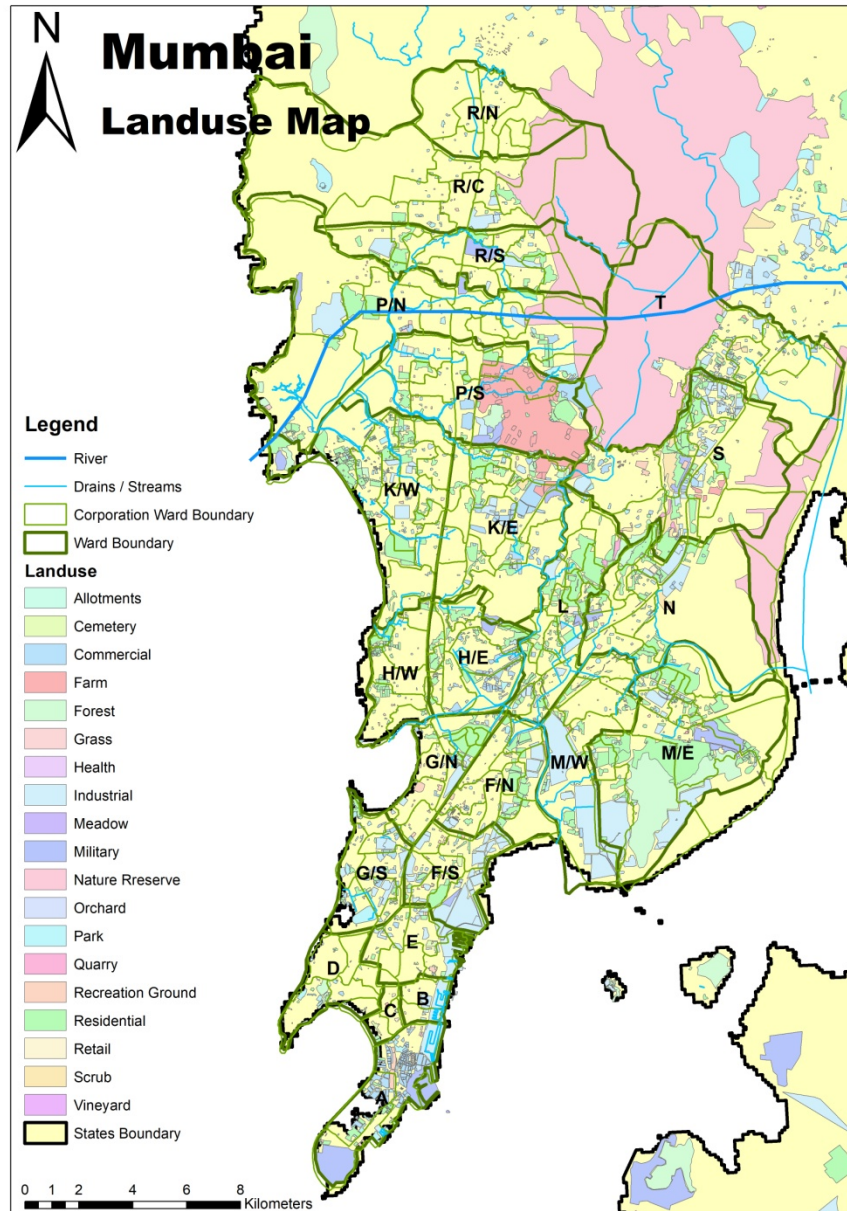 N
Mumbai
Landuse Map
R/N
R/C
R/S
P/N
T
P/S
S
K/W
K/E
L
N
H/W
H/E
G/N
M/W
M/E
F/N
G/S
F/S
E
D
B
C
A
Legend
River
Drains / Streams
Corporation Ward Boundary
Ward Boundary
Landuse
Allotments
Cemetery
Commercial
Farm
Forest
Grass
Health
Industrial
Meadow
Military
Nature Rreserve
Orchard
Park
Quarry
Recreation Ground
Residential
Retail
Scrub
Vineyard
States Boundary
0 1 2 4 6 8
Kilometers